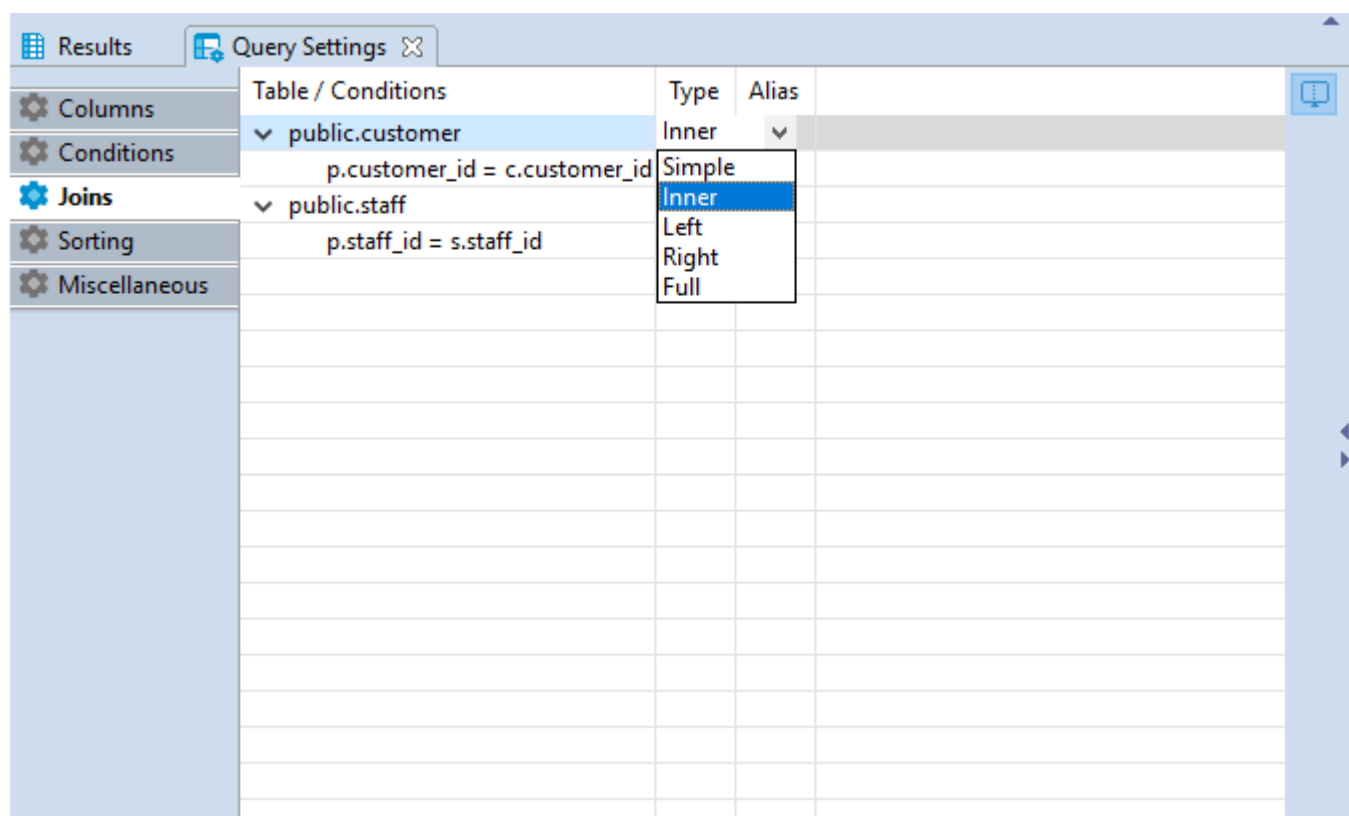 Results Query Settings
Columns
Conditions
Joins
Sorting
Miscellaneous
Table / Conditions Type Alias
public.customer Inner
p.customer_id = c.customer_id
public.staff
p.staff_id = s.staff_id
Simple
Inner
Left
Right
Full